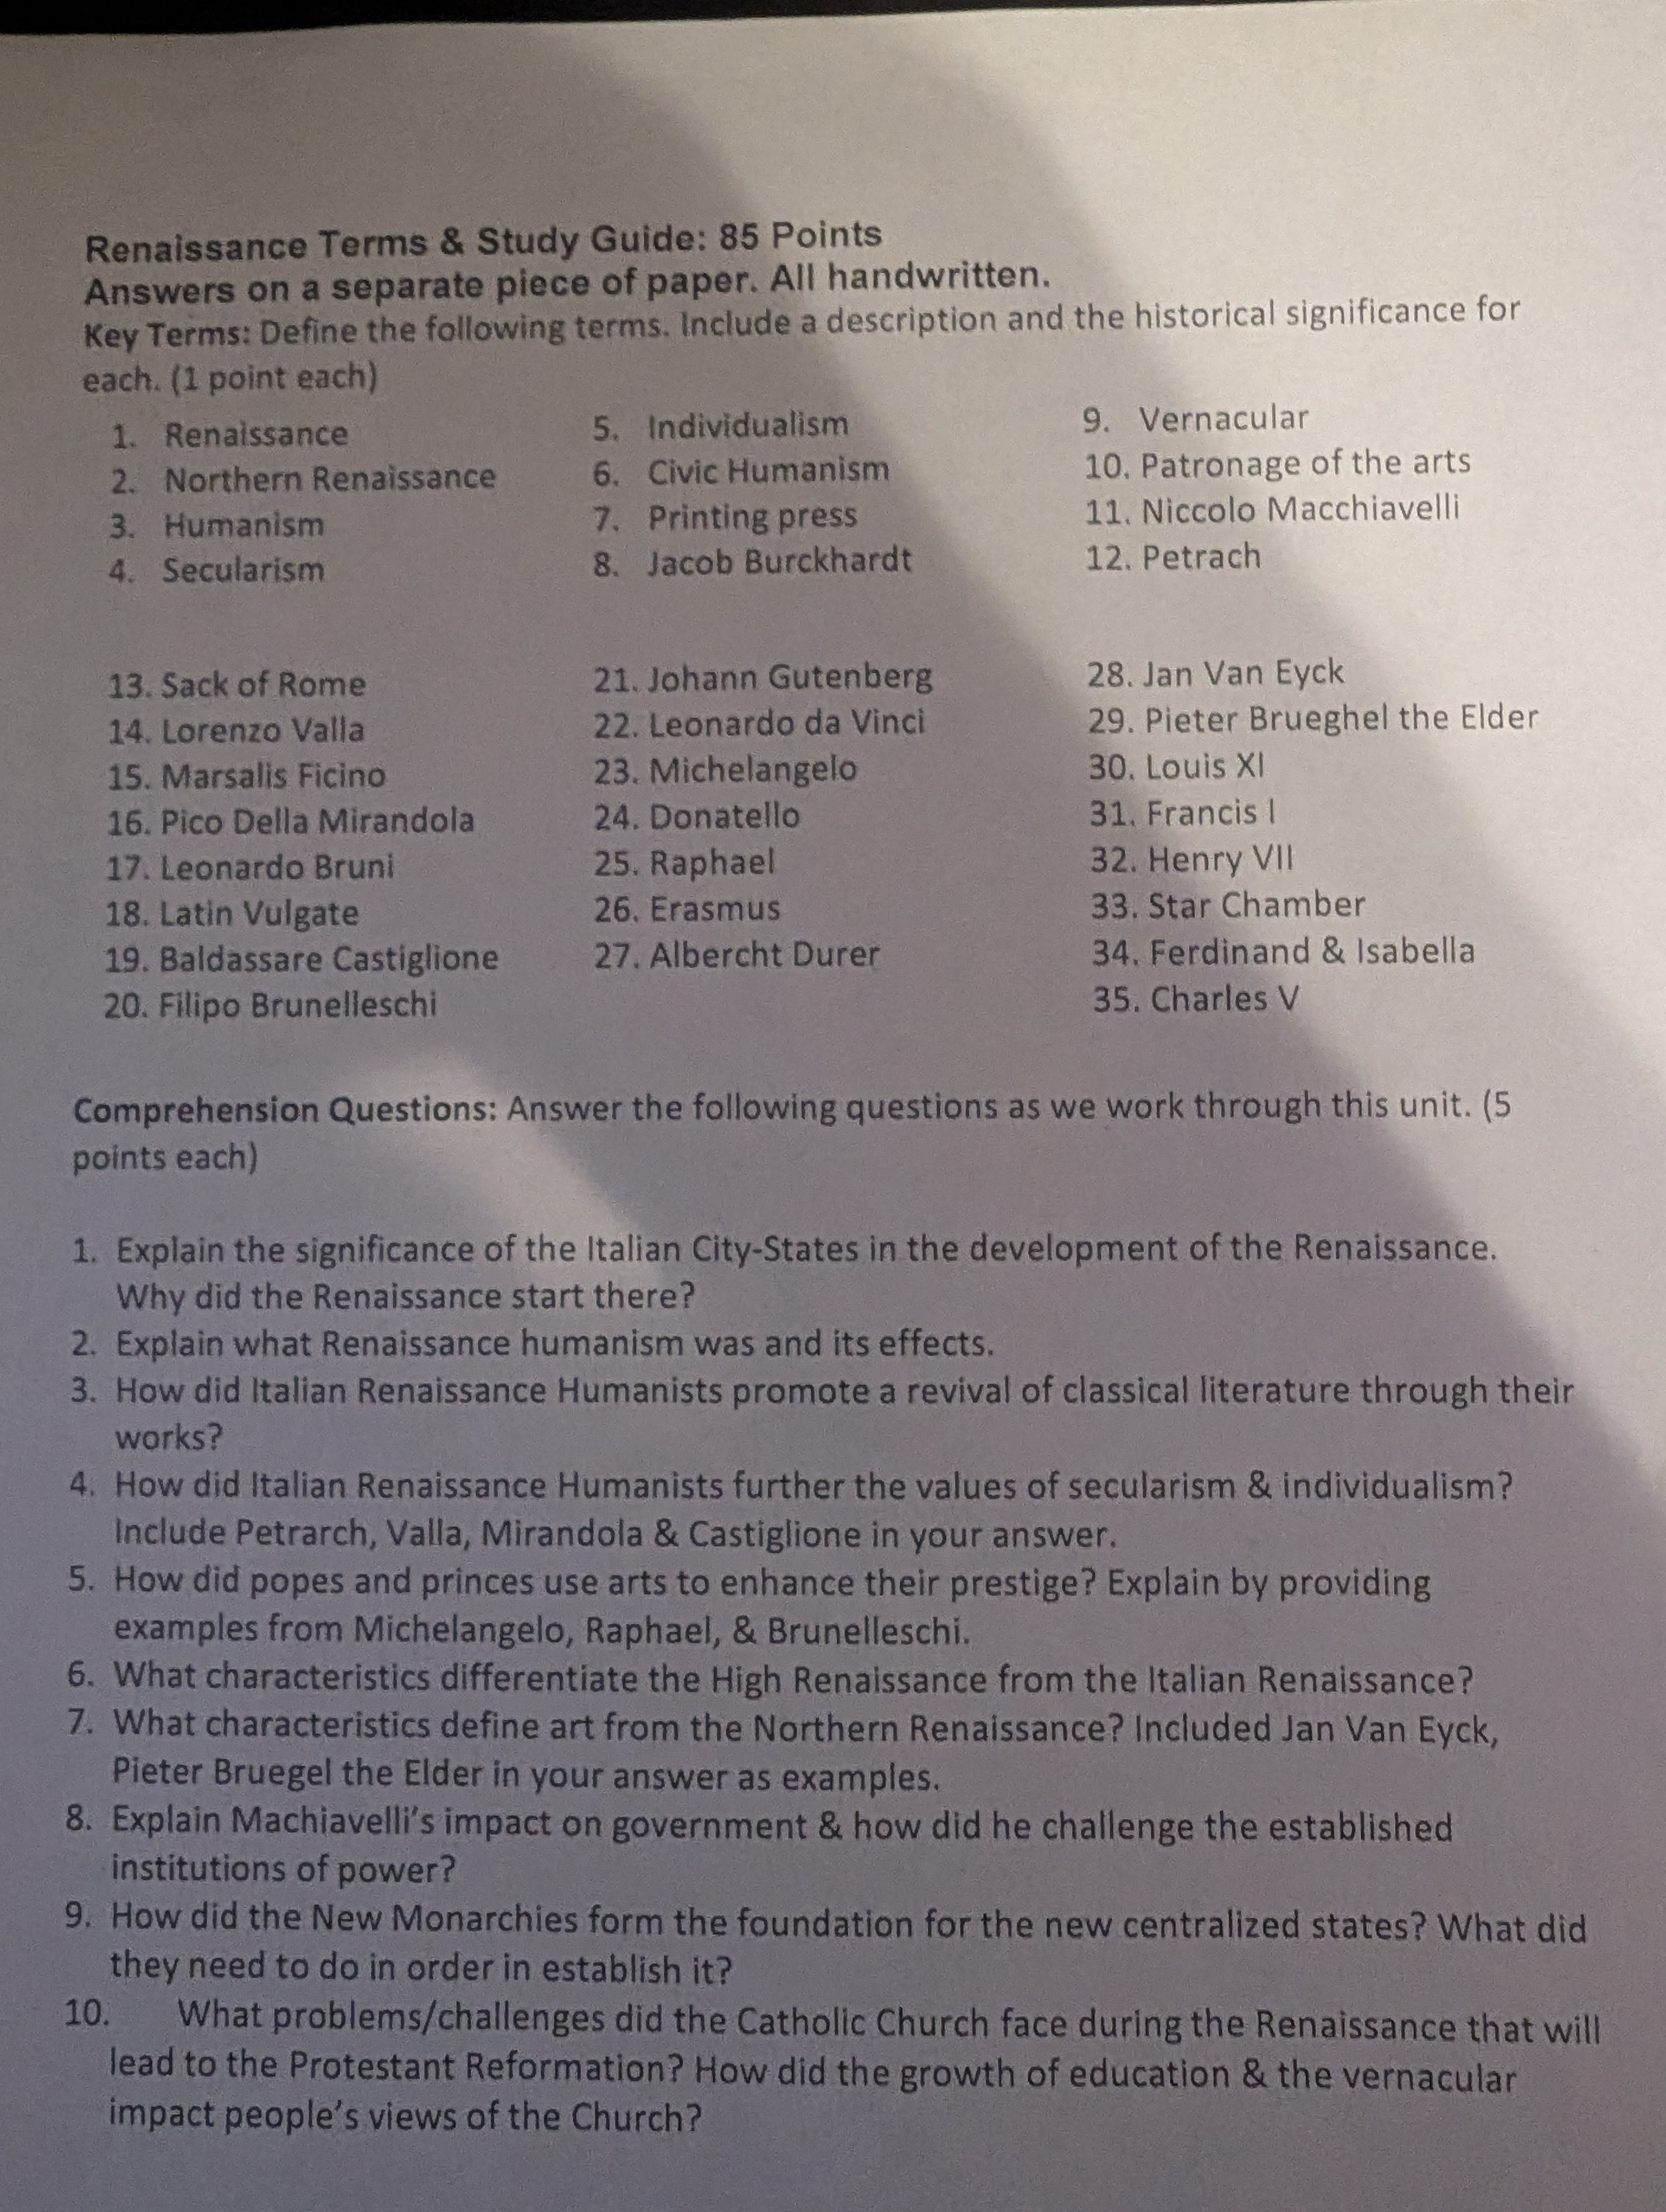 Renaissance Terms & Study Guide: 85 Points
Answers on a separate piece of paper. All handwritten.
Key Terms: Define the following terms. Include a description and the historical significance for
each. (1 point each)
1. Renaissance
2. Northern Renaissance
3. Humanism
4. Secularism
5. Individualism
6. Civic Humanism
7. Printing press
8. Jacob Burckhardt
9. Vernacular
10. Patronage of the arts
11. Niccolo Macchiavelli
12. Petrach
13. Sack of Rome
14. Lorenzo Valla
15. Marsalis Ficino
16. Pico Della Mirandola
17. Leonardo Bruni
18. Latin Vulgate
19. Baldassare Castiglione
20. Filipo Brunelleschi
21. Johann Gutenberg
22. Leonardo da Vinci
23. Michelangelo
24. Donatello
25. Raphael
26. Erasmus
27. Albercht Durer
28. Jan Van Eyck
29. Pieter Brueghel the Elder
30. Louis XI
31. Francis I
32. Henry VII
33. Star Chamber
34. Ferdinand & Isabella
35. Charles V
Comprehension Questions: Answer the following questions as we work through this unit. (5
points each)
1. Explain the significance of the Italian City-States in the development of the Renaissance.
Why did the Renaissance start there?
2. Explain what Renaissance humanism was and its effects.
3. How did Italian Renaissance Humanists promote a revival of classical literature through their
works?
4. How did Italian Renaissance Humanists further the values of secularism & individualism?
Include Petrarch, Valla, Mirandola & Castiglione in your answer.
5. How did popes and princes use arts to enhance their prestige? Explain by providing
examples from Michelangelo, Raphael, & Brunelleschi.
6. What characteristics differentiate the High Renaissance from the Italian Renaissance?
7. What characteristics define art from the Northern Renaissance? Included Jan Van Eyck,
Pieter Bruegel the Elder in your answer as examples.
8. Explain Machiavelli's impact on government & how did he challenge the established
institutions of power?
9. How did the New Monarchies form the foundation for the new centralized states? What did
they need to do in order in establish it?
10. What problems/challenges did the Catholic Church face during the Renaissance that will
lead to the Protestant Reformation? How did the growth of education & the vernacular
impact people's views of the Church?